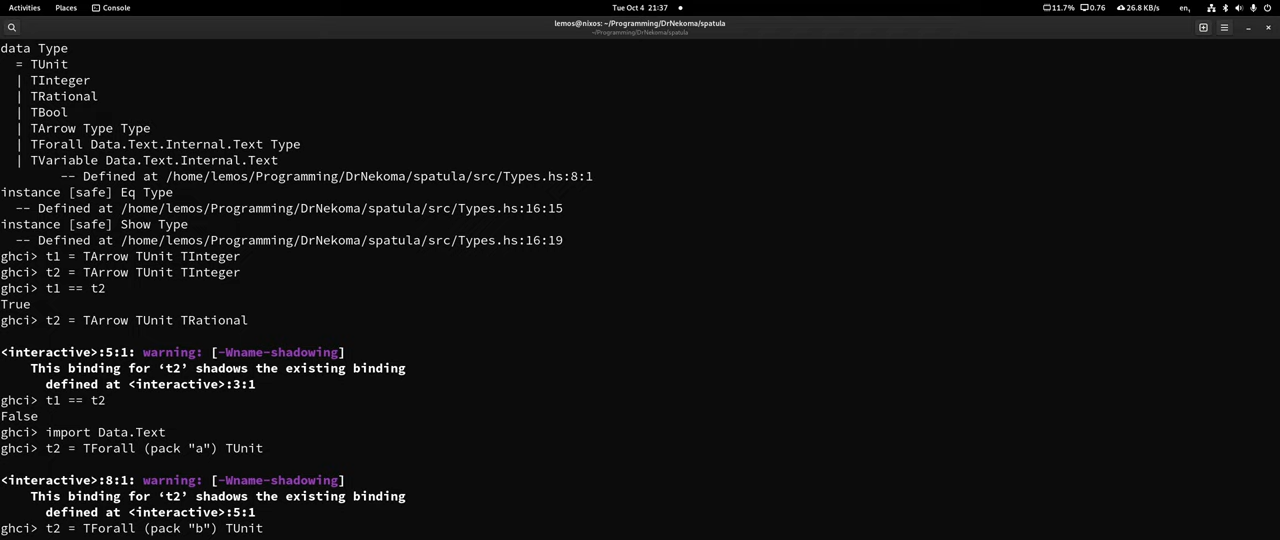 Activities Places Console Tue Oct 4 21:37 11.7% 0.76 26.8 KB/s en₁
lemos@nixos: ~/Programming/DrNekoma/spatula
~/Programming/DrNekoma/spatula
data Type
  = TUnit
  | TInteger
  | TRational
  | TBool
  | TArrow Type Type
  | TForall Data.Text.Internal.Text Type
  | TVariable Data.Text.Internal.Text
        -- Defined at /home/lemos/Programming/DrNekoma/spatula/src/Types.hs:8:1
instance [safe] Eq Type
  -- Defined at /home/lemos/Programming/DrNekoma/spatula/src/Types.hs:16:15
instance [safe] Show Type
  -- Defined at /home/lemos/Programming/DrNekoma/spatula/src/Types.hs:16:19
ghci> t1 = TArrow TUnit TInteger
ghci> t2 = TArrow TUnit TInteger
ghci> t1 == t2
True
ghci> t2 = TArrow TUnit TRational
<interactive>:5:1: warning: [-Wname-shadowing]
    This binding for ‘t2’ shadows the existing binding
      defined at <interactive>:3:1
ghci> t1 == t2
False
ghci> import Data.Text
ghci> t2 = TForall (pack "a") TUnit
<interactive>:8:1: warning: [-Wname-shadowing]
    This binding for ‘t2’ shadows the existing binding
      defined at <interactive>:5:1
ghci> t2 = TForall (pack "b") TUnit